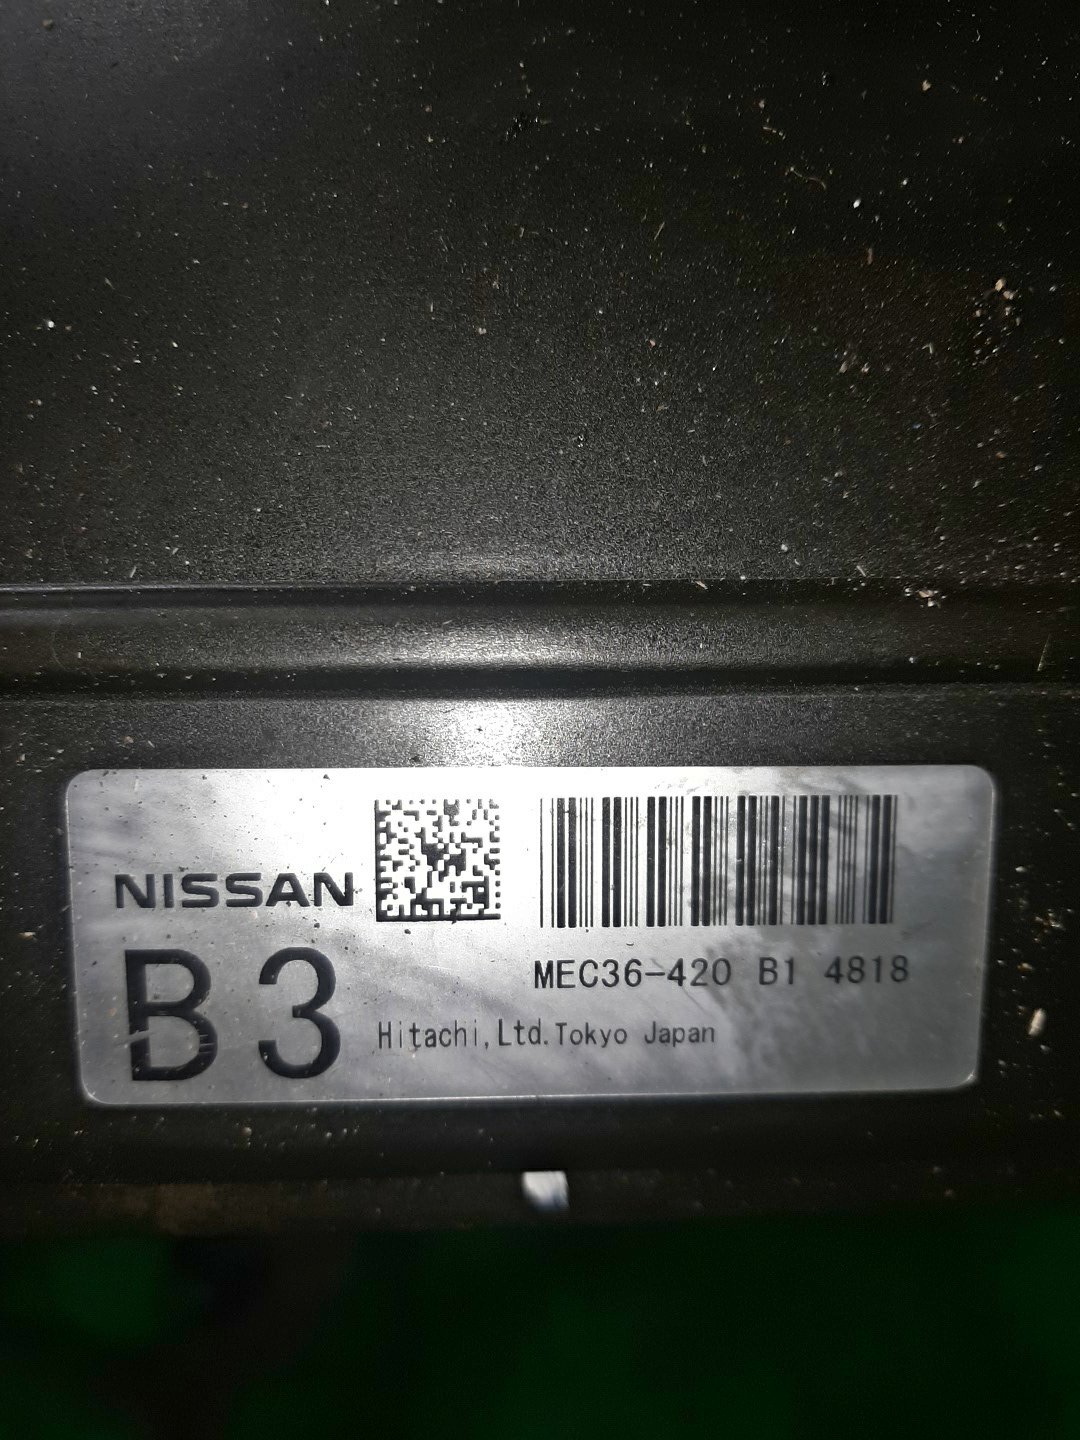 NISSAN
B3
MEC36-420 B1 4818
Hitachi,Ltd.Tokyo Japan